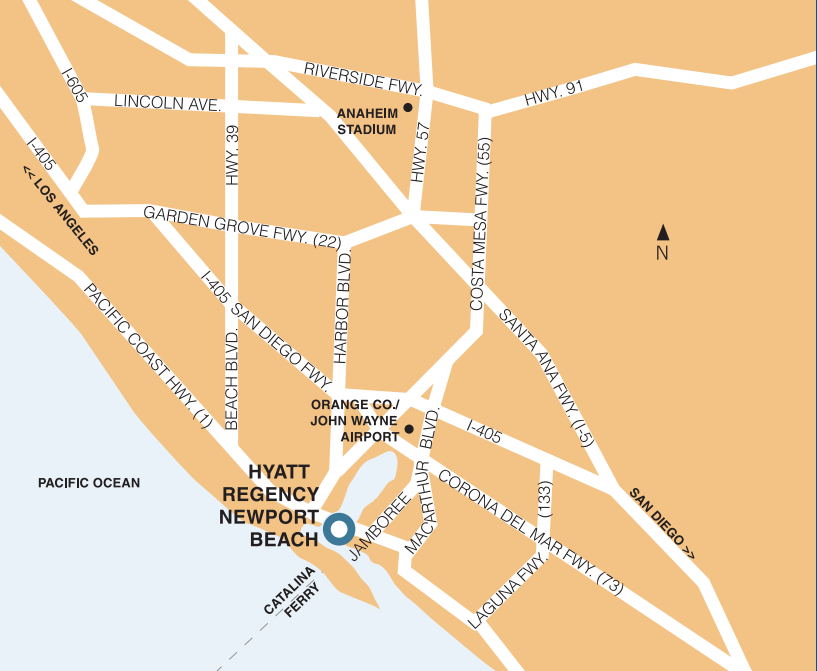 I-605
RIVERSIDE FWY.
HWY. 91
LINCOLN AVE.
ANAHEIM
STADIUM
HWY. 57
HWY. 39
I-405
<< LOS ANGELES
COSTA MESA FWY. (55)
GARDEN GROVE FWY. (22)
N
HARBOR BLVD.
I-405 SAN DIEGO FWY.
PACIFIC COAST HWY. (1)
BEACH BLVD.
SANTA ANA FWY. (I-5)
ORANGE CO./
JOHN WAYNE
AIRPORT
BLVD.
MACARTHUR
I-405
PACIFIC OCEAN
HYATT
REGENCY
NEWPORT
BEACH
JAMBOREE
CORONA DEL MAR FWY. (73)
(133)
LAGUNA FWY.
SAN DIEGO >>
CATALINA
FERRY